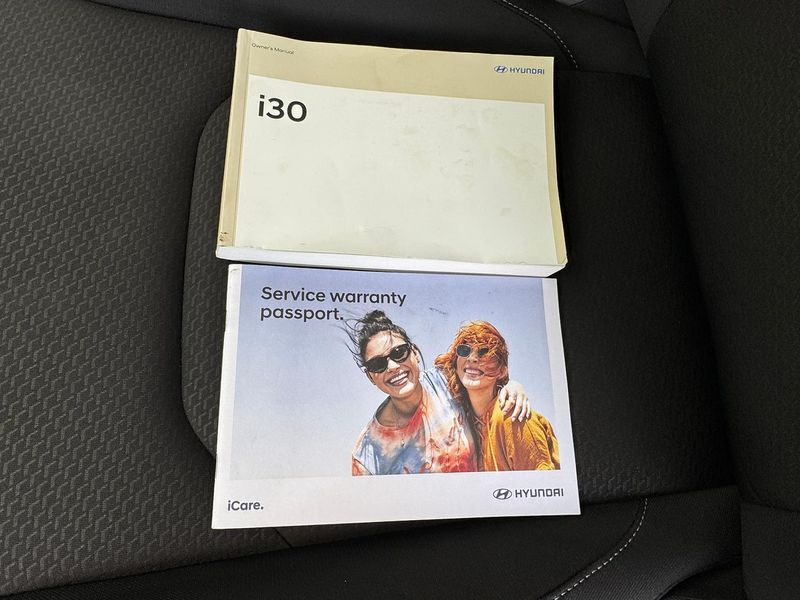 Owner's Manual
HYUNDAI
i30
Service warranty
passport.
iCare.
HYUNDAI